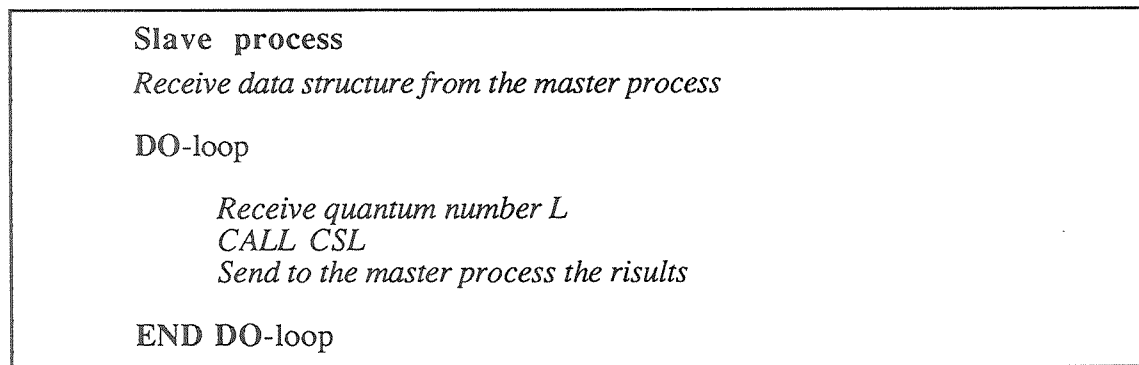 Slave process
Receive data structure from the master process
DO-loop
Receive quantum number L
CALL CSL
Send to the master process the risults
END DO-loop